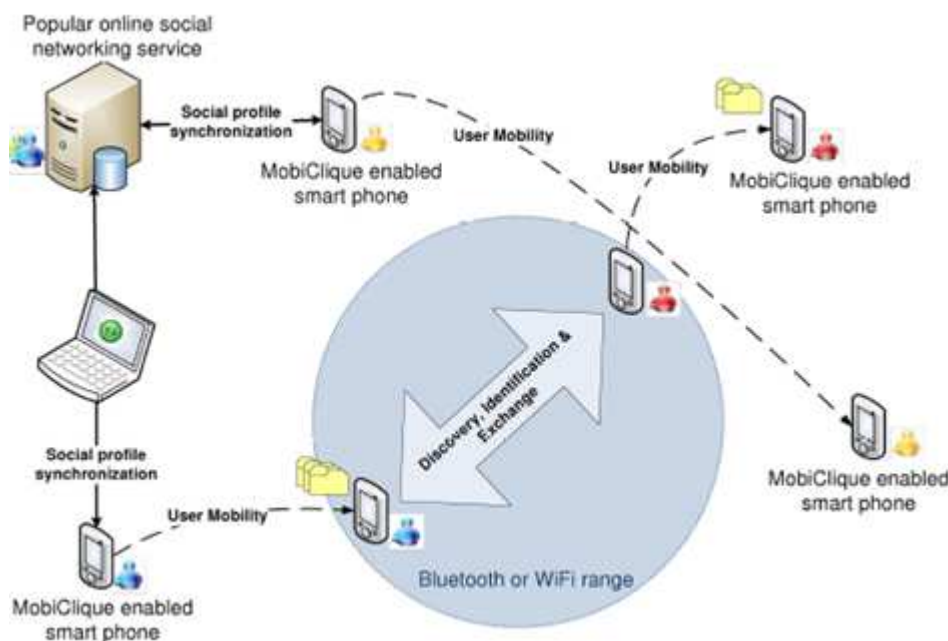 Popular online social
networking service
Social profile
synchronization
MobiClique enabled
smart phone
User Mobility
User Mobility
MobiClique enabled
smart phone
Discovery, Identification &
Exchange
Social profile
synchronization
MobiClique enabled
smart phone
User Mobility
Bluetooth or WiFi range
MobiClique enabled
smart phone